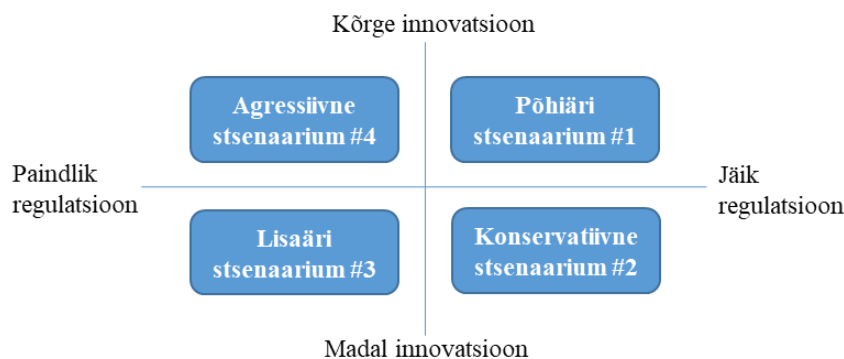 Kõrge innovatsioon
Agressiivne
stsenaarium #4
Põhiäri
stsenaarium #1
Paindlik
regulatsioon
Jäik
regulatsioon
Lisaäri
stsenaarium #3
Konservatiivne
stsenaarium #2
Madal innovatsioon